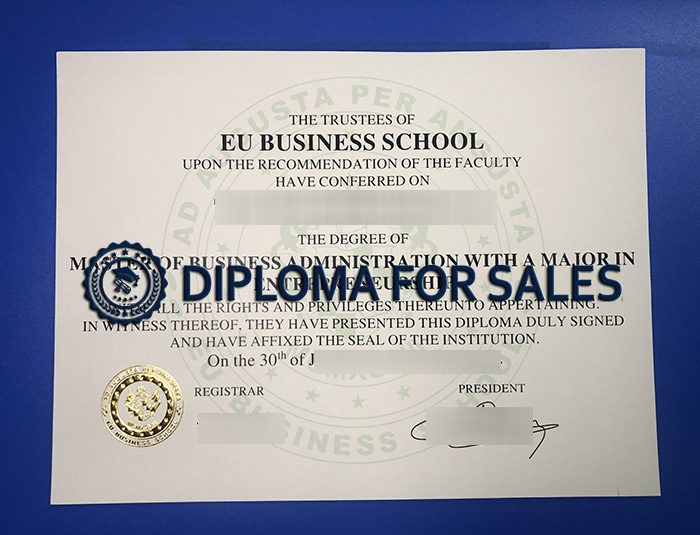 AD AUGUSTA PER ANGUSTA
THE TRUSTEES OF
EU BUSINESS SCHOOL
UPON THE RECOMMENDATION OF THE FACULTY
HAVE CONFERRED ON
THE DEGREE OF
MASTER OF BUSINESS ADMINISTRATION WITH A MAJOR IN
ENTREPRENEURSHIP
DIPLOMA FOR SALES
ALL THE RIGHTS AND PRIVILEGES THEREUNTO APPERTAINING.
IN WITNESS THEREOF, THEY HAVE PRESENTED THIS DIPLOMA DULY SIGNED
AND HAVE AFFIXED THE SEAL OF THE INSTITUTION.
On the 30th of J
REGISTRAR
PRESIDENT
EU BUSINESS SCHOOL
EU BUSINESS